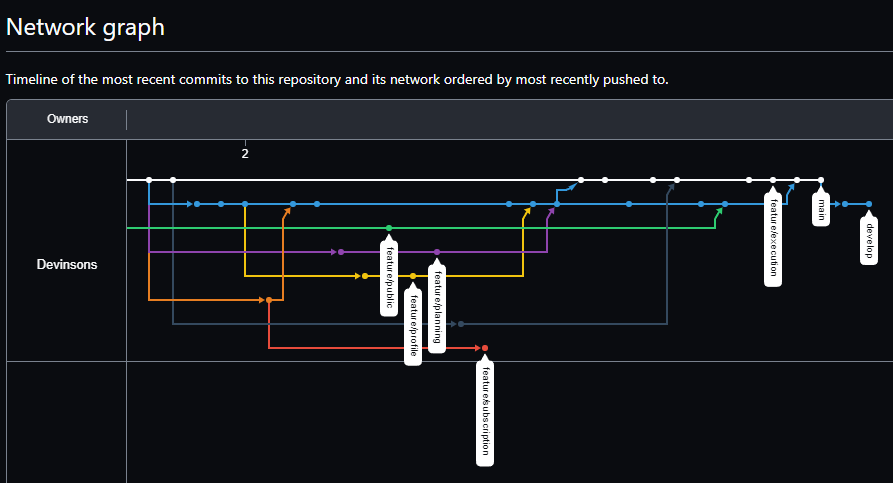 Network graph
Timeline of the most recent commits to this repository and its network ordered by most recently pushed to.
Owners
2
Devinsons
feature/public
feature/profile
feature/planning
feature/subscription
feature/execution
main
develop